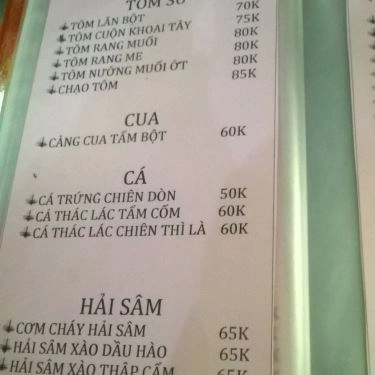 TÔM SÚ
TÔM LĂN BỘT 70K
TÔM CUỘN KHOAI TÂY 75K
TÔM RANG MUỐI 80K
TÔM RANG ME 80K
TÔM NƯỚNG MUỐI ỚT 80K
CHẠO TÔM 85K
CUA
CÀNG CUA TẨM BỘT 60K
CÁ
CÁ TRỨNG CHIÊN DÒN 50K
CÁ THÁC LÁC TẨM CỐM 60K
CÁ THÁC LÁC CHIÊN THÌ LÀ 60K
HẢI SÂM
CƠM CHÁY HẢI SÂM 65K
HẢI SÂM XÀO DẦU HÀO 65K
HẢI SÂM XÀO THẬP CẨM 65K